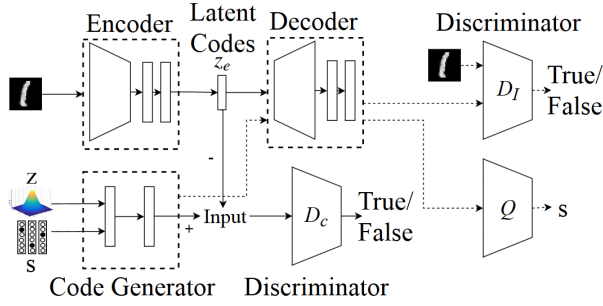 Encoder
Latent
Codes
Decoder
Discriminator
z_e
D_I
True/
False
-
z
s
+
Input
D_c
True/
False
Q
s
Code Generator
Discriminator